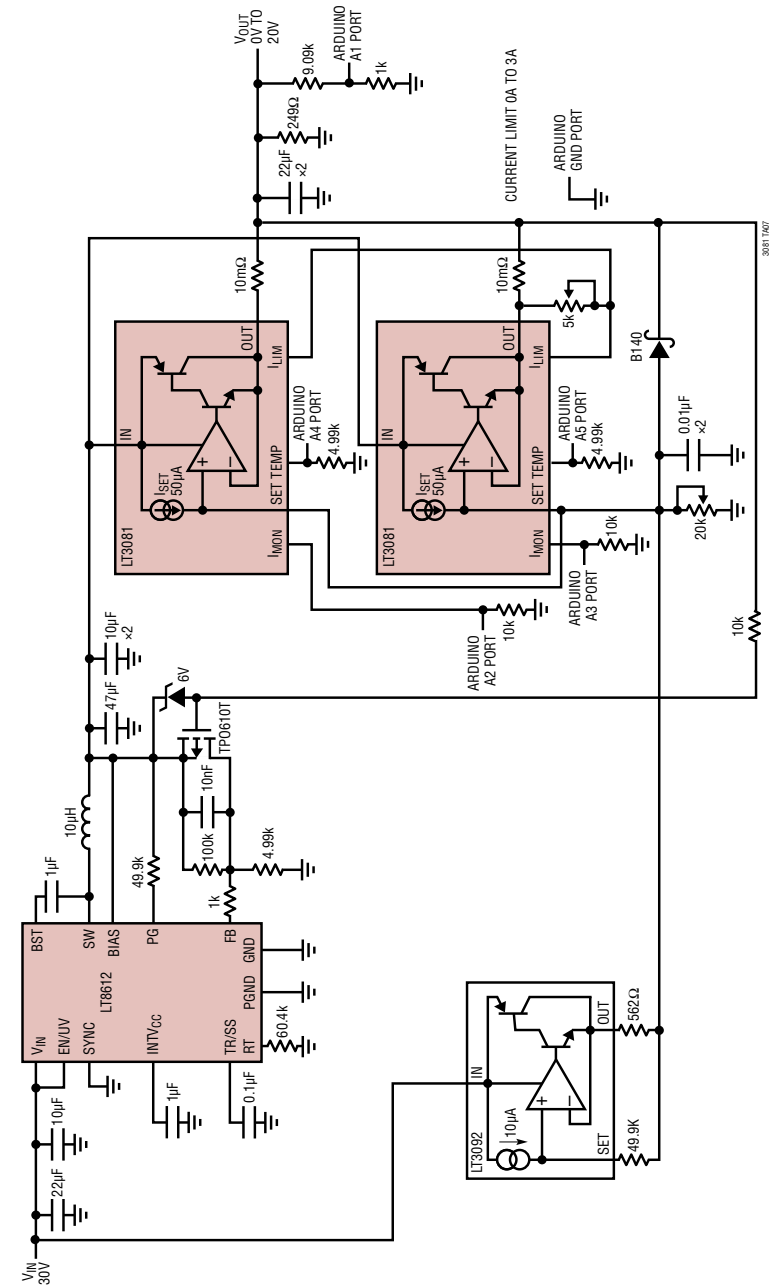 VIN
30V
22µF
10µF
1µF
0.1µF
VIN
EN/UV
SYNC
INTVCC
TR/SS
RT
60.4k
LT8612
PGND
GND
BST
SW
BIAS
PG
FB
1µF
10µH
49.9k
1k
100k
10nF
4.99k
TPO610T
6V
47µF
10µF
×2
LT3081
IN
ISET
50µA
+
−
OUT
IMON
SET TEMP
ILIM
ARDUINO
A4 PORT
4.99k
10mΩ
ARDUINO
A2 PORT
10k
22µF
×2
249Ω
9.09k
VOUT
0V TO
20V
ARDUINO
A1 PORT
1k
LT3081
IN
ISET
50µA
+
−
OUT
IMON
SET TEMP
ILIM
ARDUINO
A5 PORT
4.99k
10mΩ
5k
ARDUINO
A3 PORT
10k
CURRENT LIMIT 0A TO 3A
ARDUINO
GND PORT
B140
0.01µF
×2
20k
10k
LT3092
IN
10µA
+
−
SET
OUT
49.9K
562Ω
3081 TA07